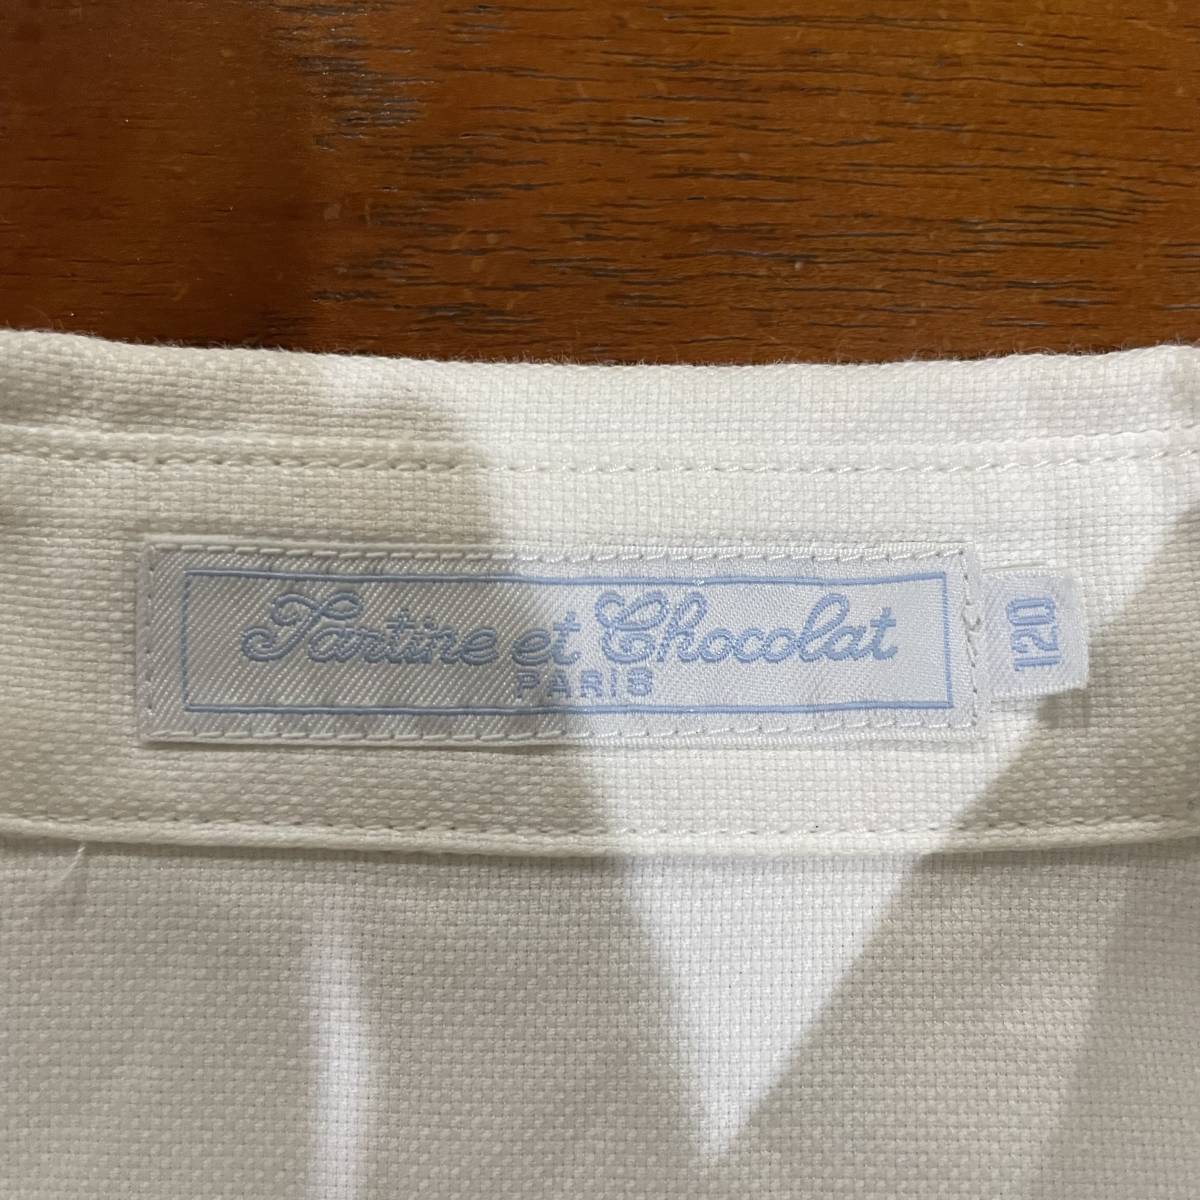 Tartine et Chocolat
PARIS
120